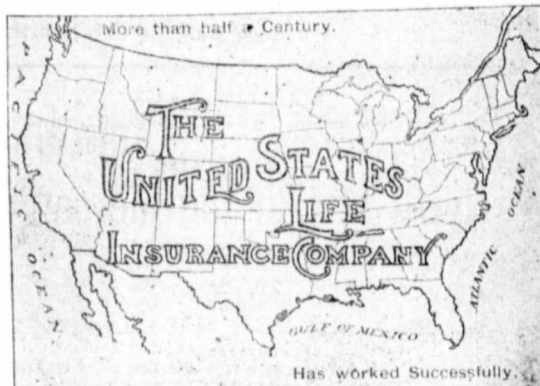 More than half a Century.
THE
UNITED STATES
LIFE
INSURANCE COMPANY
PACIFIC
OCEAN
ATLANTIC OCEAN
GULF OF MEXICO
Has worked Successfully.